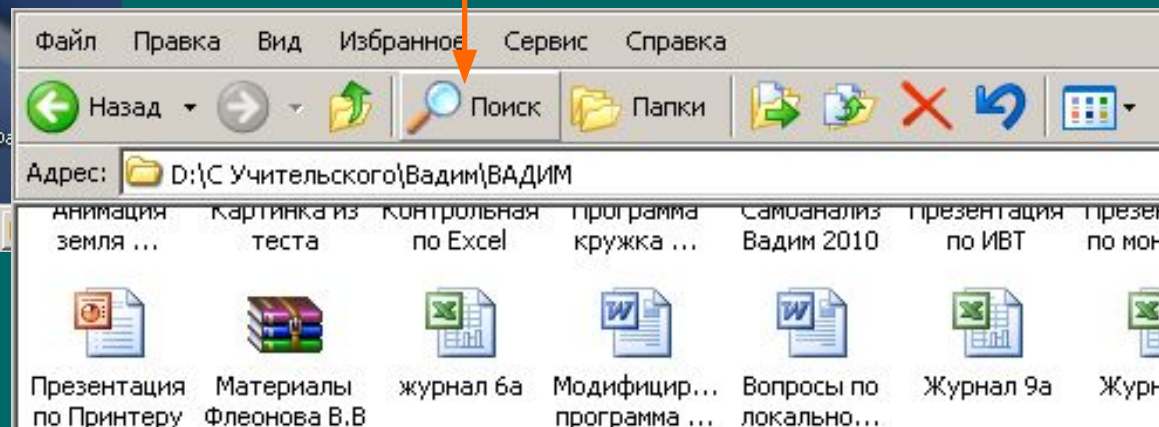 Файл Правка Вид Избранное Сервис Справка
Назад Поиск Папки
Адрес: D:\С Учительского\Вадим\ВАДИМ
Анимация Картинка из Контрольная Программа Самоанализ Презентация
земля ... теста по Excel кружка ... Вадим 2010 по ИВТ по
Презентация Материалы журнал 6а Модифицир... Вопросы по Журнал 9а
по Принтеру Флеонова В.В программа ... локально...